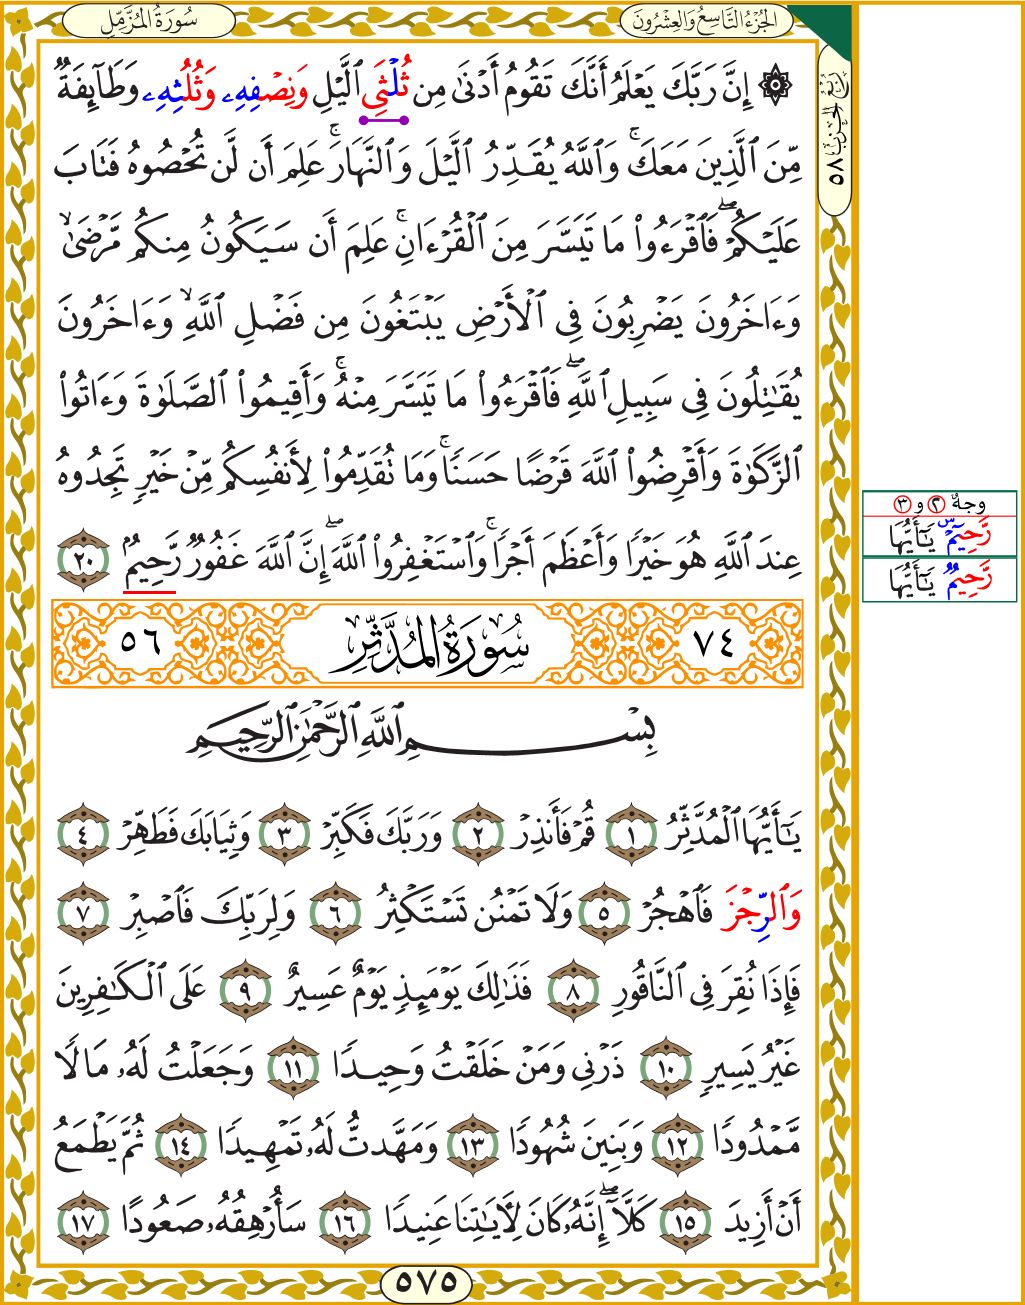 سُورَةُ المُزَّمِّل
الجُزْءُ التَّاسِعُ وَالعِشْرُونَ
۞ إِنَّ رَبَّكَ يَعْلَمُ أَنَّكَ تَقُومُ أَدْنَىٰ مِن ثُلُثَيِ ٱلَّيْلِ وَنِصْفِهِۦ وَثُلُثِهِۦ وَطَآئِفَةٌ
مِّنَ ٱلَّذِينَ مَعَكَۚ وَٱللَّهُ يُقَدِّرُ ٱلَّيْلَ وَٱلنَّهَارَۚ عَلِمَ أَن لَّن تُحْصُوهُ فَتَابَ
عَلَيْكُمْۖ فَٱقْرَءُوا۟ مَا تَيَسَّرَ مِنَ ٱلْقُرْءَانِۚ عَلِمَ أَن سَيَكُونُ مِنكُم مَّرْضَىٰۙ
وَءَاخَرُونَ يَضْرِبُونَ فِى ٱلْأَرْضِ يَبْتَغُونَ مِن فَضْلِ ٱللَّهِۙ وَءَاخَرُونَ
يُقَـٰتِلُونَ فِى سَبِيلِ ٱللَّهِۖ فَٱقْرَءُوا۟ مَا تَيَسَّرَ مِنْهُۚ وَأَقِيمُوا۟ ٱلصَّلَوٰةَ وَءَاتُوا۟
ٱلزَّكَوٰةَ وَأَقْرِضُوا۟ ٱللَّهَ قَرْضًا حَسَنًاۚ وَمَا تُقَدِّمُوا۟ لِأَنفُسِكُم مِّنْ خَيْرٍ تَجِدُوهُ
عِندَ ٱللَّهِ هُوَ خَيْرًا وَأَعْظَمَ أَجْرًاۚ وَٱسْتَغْفِرُوا۟ ٱللَّهَۖ إِنَّ ٱللَّهَ غَفُورٌ رَّحِيمٌ ٢٠
٧٤ سُورَةُ المُدَّثِّر ٥٦
بِسْمِ ٱللَّهِ ٱلرَّحْمَـٰنِ ٱلرَّحِيمِ
يَـٰٓأَيُّهَا ٱلْمُدَّثِّرُ ١ قُمْ فَأَنذِرْ ٢ وَرَبَّكَ فَكَبِّرْ ٣ وَثِيَابَكَ فَطَهِّرْ ٤
وَٱلرِّجْزَ فَٱهْجُرْ ٥ وَلَا تَمْنُن تَسْتَكْثِرُ ٦ وَلِرَبِّكَ فَٱصْبِرْ ٧
فَإِذَا نُقِرَ فِى ٱلنَّاقُورِ ٨ فَذَٰلِكَ يَوْمَئِذٍ يَوْمٌ عَسِيرٌ ٩ عَلَى ٱلْكَـٰفِرِينَ
غَيْرُ يَسِيرٍ ١٠ ذَرْنِى وَمَنْ خَلَقْتُ وَحِيدًا ١١ وَجَعَلْتُ لَهُۥ مَالًا
مَّمْدُودًا ١٢ وَبَنِينَ شُهُودًا ١٣ وَمَهَّدتُّ لَهُۥ تَمْهِيدًا ١٤ ثُمَّ يَطْمَعُ
أَنْ أَزِيدَ ١٥ كَلَّآۖ إِنَّهُۥ كَانَ لِـَٔايَـٰتِنَا عَنِيدًا ١٦ سَأُرْهِقُهُۥ صَعُودًا ١٧
٥٧٥
٥٨
وجهٌ ٢ و ٣
رَّحِيمٌ يَـٰٓأَيُّهَا
رَّحِيمٌ يَـٰٓأَيُّهَا